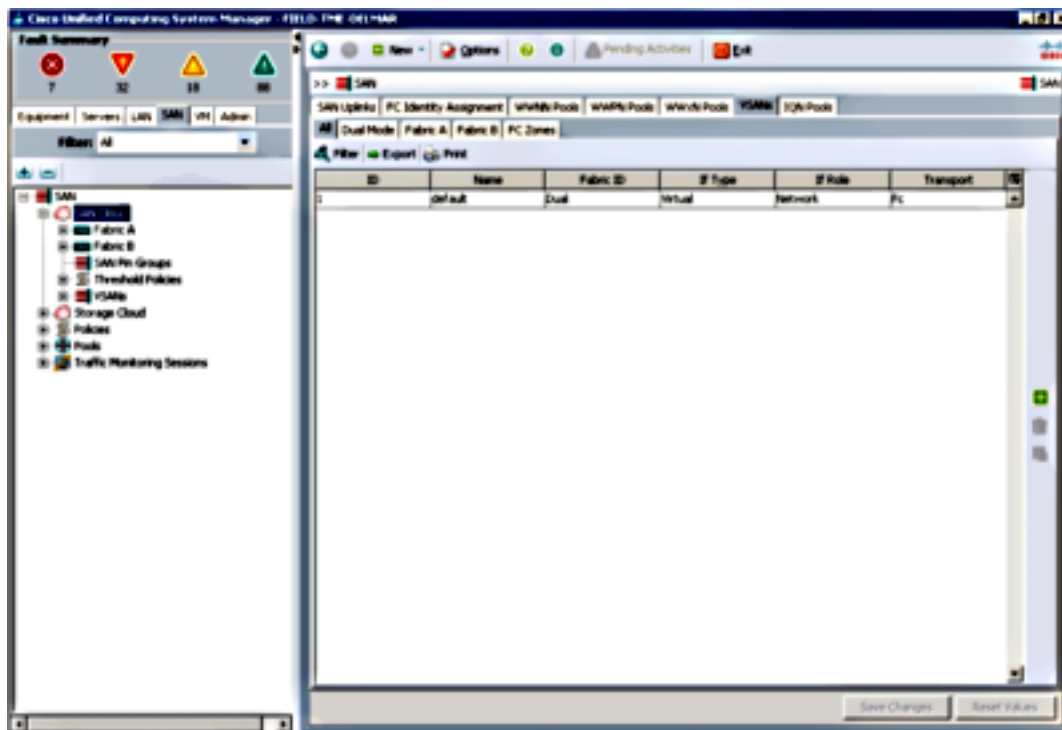 Cisco Unified Computing System Manager - FIELD-TME-DELMAR
Fault Summary
7 32 18 88
Equipment Servers LAN SAN VM Admin
Filter: All
SAN
Fabric A
Fabric B
SAN Pin Groups
Threshold Policies
VSANs
Storage Cloud
Policies
Pools
Traffic Monitoring Sessions
New Options Pending Activities Exit
>> SAN SAN
SAN Uplinks FC Identity Assignment WWNN Pools WWPN Pools WWxN Pools VSANs IQN Pools
All Dual Mode Fabric A Fabric B FC Zones
Filter Export Print
ID Name Fabric ID If Type If Role Transport
1 default Dual Virtual Network Fc
Save Changes Reset Values